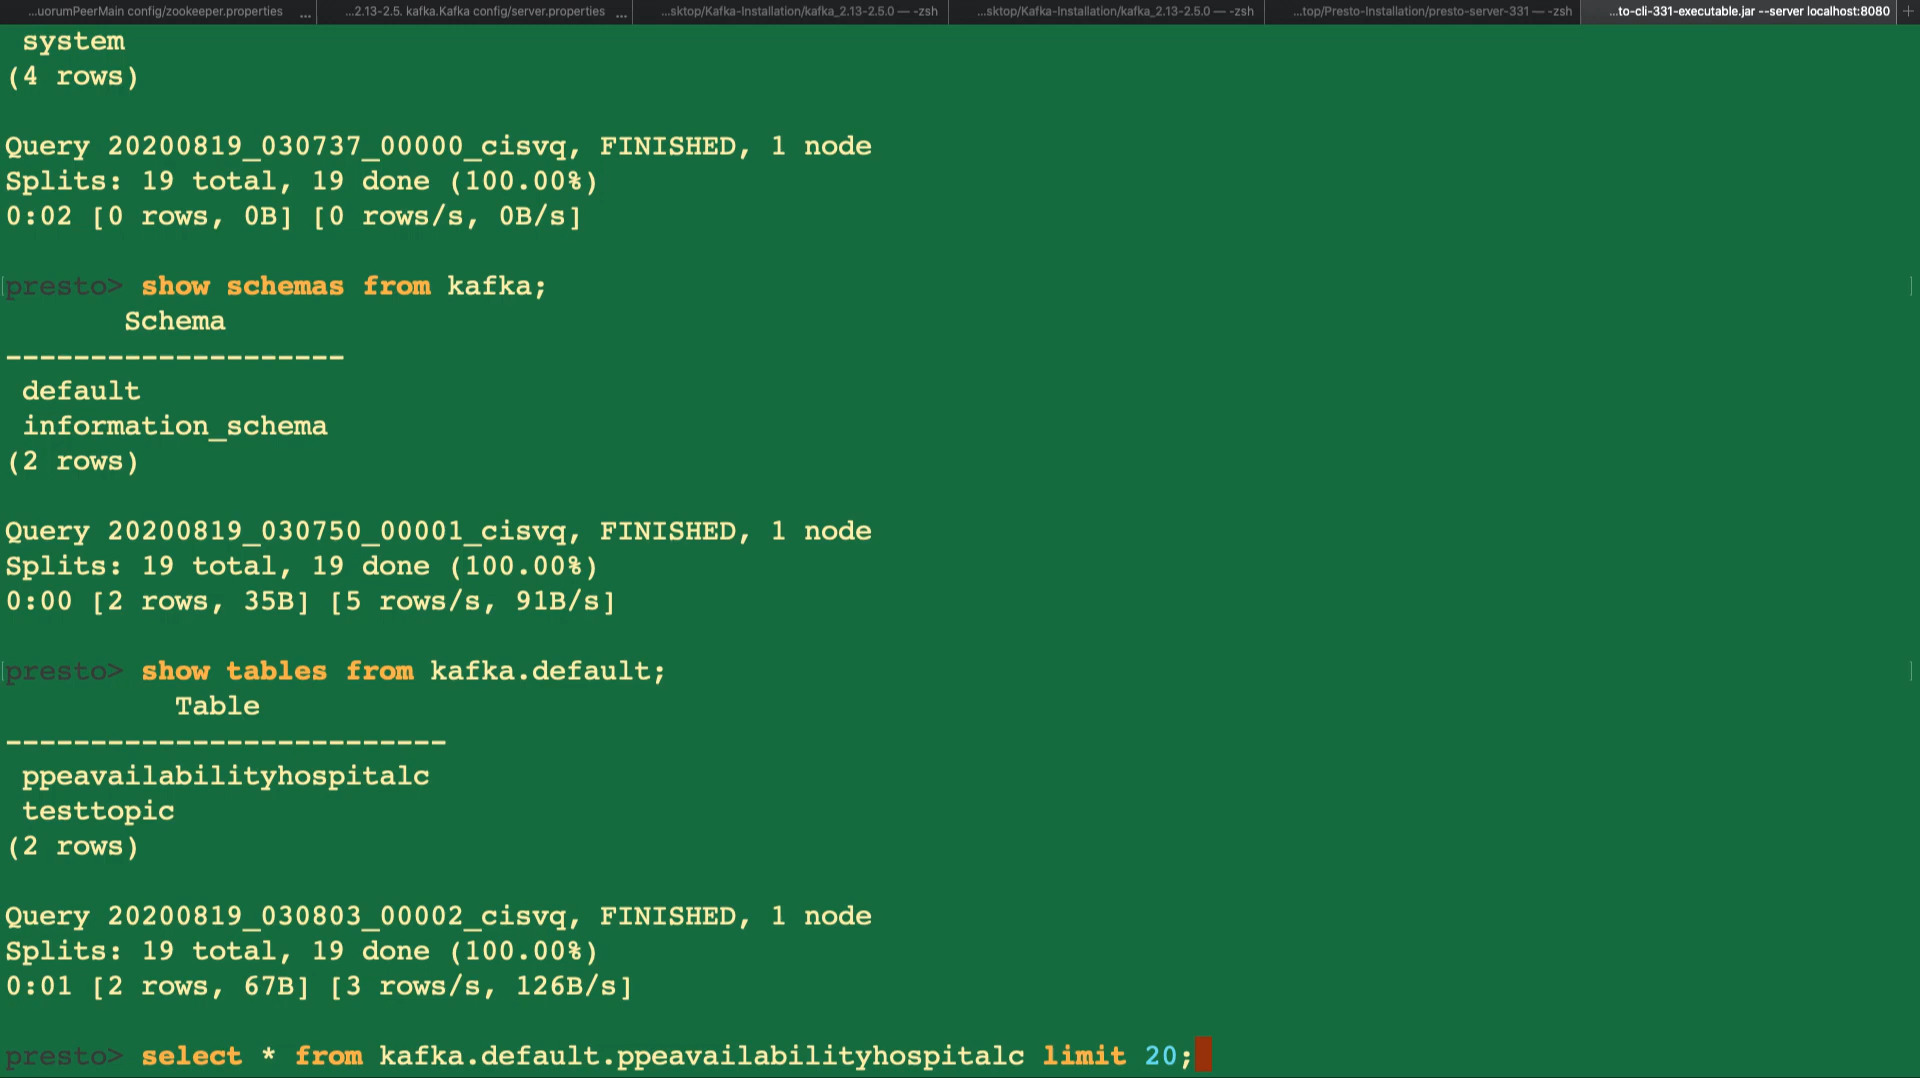 ...uorumPeerMain config/zookeeper.properties ... ...2.13-2.5. kafka.Kafka config/server.properties ... ...sktop/Kafka-Installation/kafka_2.13-2.5.0 — -zsh ...sktop/Kafka-Installation/kafka_2.13-2.5.0 — -zsh ...top/Presto-Installation/presto-server-331 — -zsh ...to-cli-331-executable.jar --server localhost:8080 +
system
(4 rows)
Query 20200819_030737_00000_cisvq, FINISHED, 1 node
Splits: 19 total, 19 done (100.00%)
0:02 [0 rows, 0B] [0 rows/s, 0B/s]
presto> show schemas from kafka;
Schema
--------------------
default
information_schema
(2 rows)
Query 20200819_030750_00001_cisvq, FINISHED, 1 node
Splits: 19 total, 19 done (100.00%)
0:00 [2 rows, 35B] [5 rows/s, 91B/s]
presto> show tables from kafka.default;
Table
--------------------------
ppeavailabilityhospitalc
testtopic
(2 rows)
Query 20200819_030803_00002_cisvq, FINISHED, 1 node
Splits: 19 total, 19 done (100.00%)
0:01 [2 rows, 67B] [3 rows/s, 126B/s]
presto> select * from kafka.default.ppeavailabilityhospitalc limit 20;